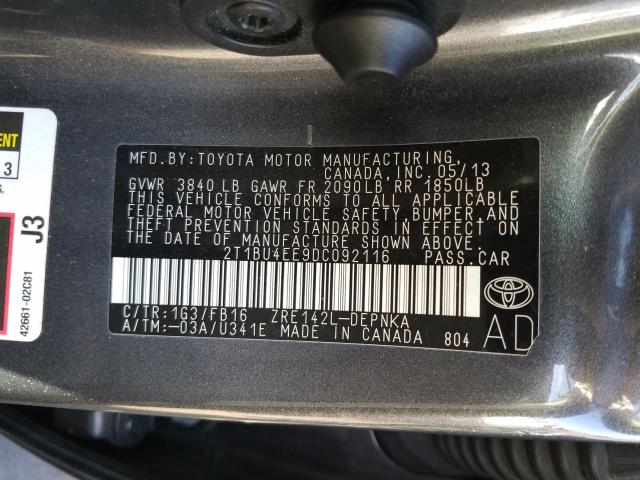 MFD.BY:TOYOTA MOTOR MANUFACTURING,
CANADA,INC.05/13
GVWR 3840LB GAWR FR 2090LB RR 1850LB
THIS VEHICLE CONFORMS TO ALL APPLICABLE
FEDERAL MOTOR VEHICLE SAFETY,BUMPER,AND
THEFT PREVENTION STANDARDS IN EFFECT ON
THE DATE OF MANUFACTURE SHOWN ABOVE.
2T1BU4EE9DC092116 PASS.CAR
C/TR:1G3/FB16 ZRE142L-DEPNKA
A/TM:-03A/U341E MADE IN CANADA 804
AD
J3
42661-02C81